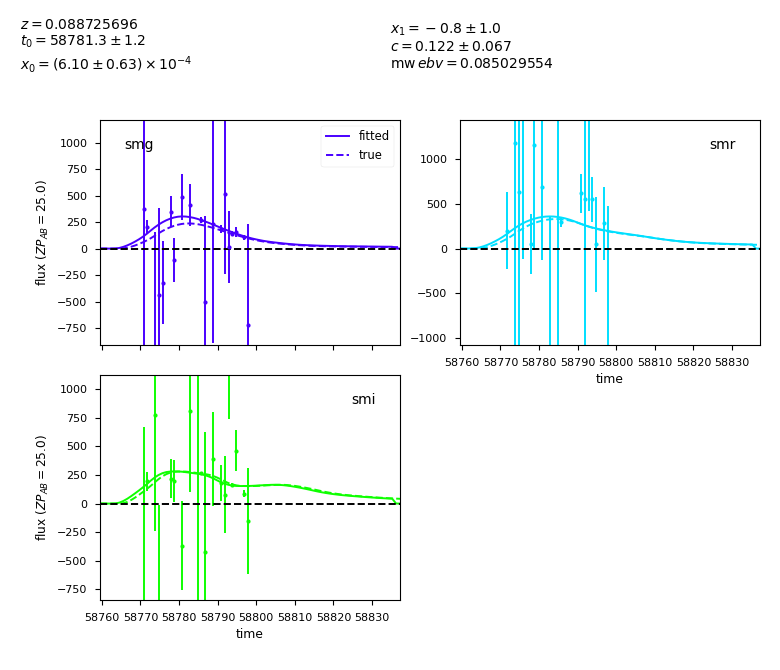 z = 0.088725696
t₀ = 58781.3 ± 1.2
x₀ = (6.10 ± 0.63) × 10⁻⁴
x₁ = −0.8 ± 1.0
c = 0.122 ± 0.067
mw ebv = 0.085029554
smg
fitted
true
1000
750
500
250
0
−250
−500
−750
flux (ZP_AB = 25.0)
smr
1000
500
0
−500
−1000
58760 58770 58780 58790 58800 58810 58820 58830
time
smi
1000
750
500
250
0
−250
−500
−750
flux (ZP_AB = 25.0)
58760 58770 58780 58790 58800 58810 58820 58830
time